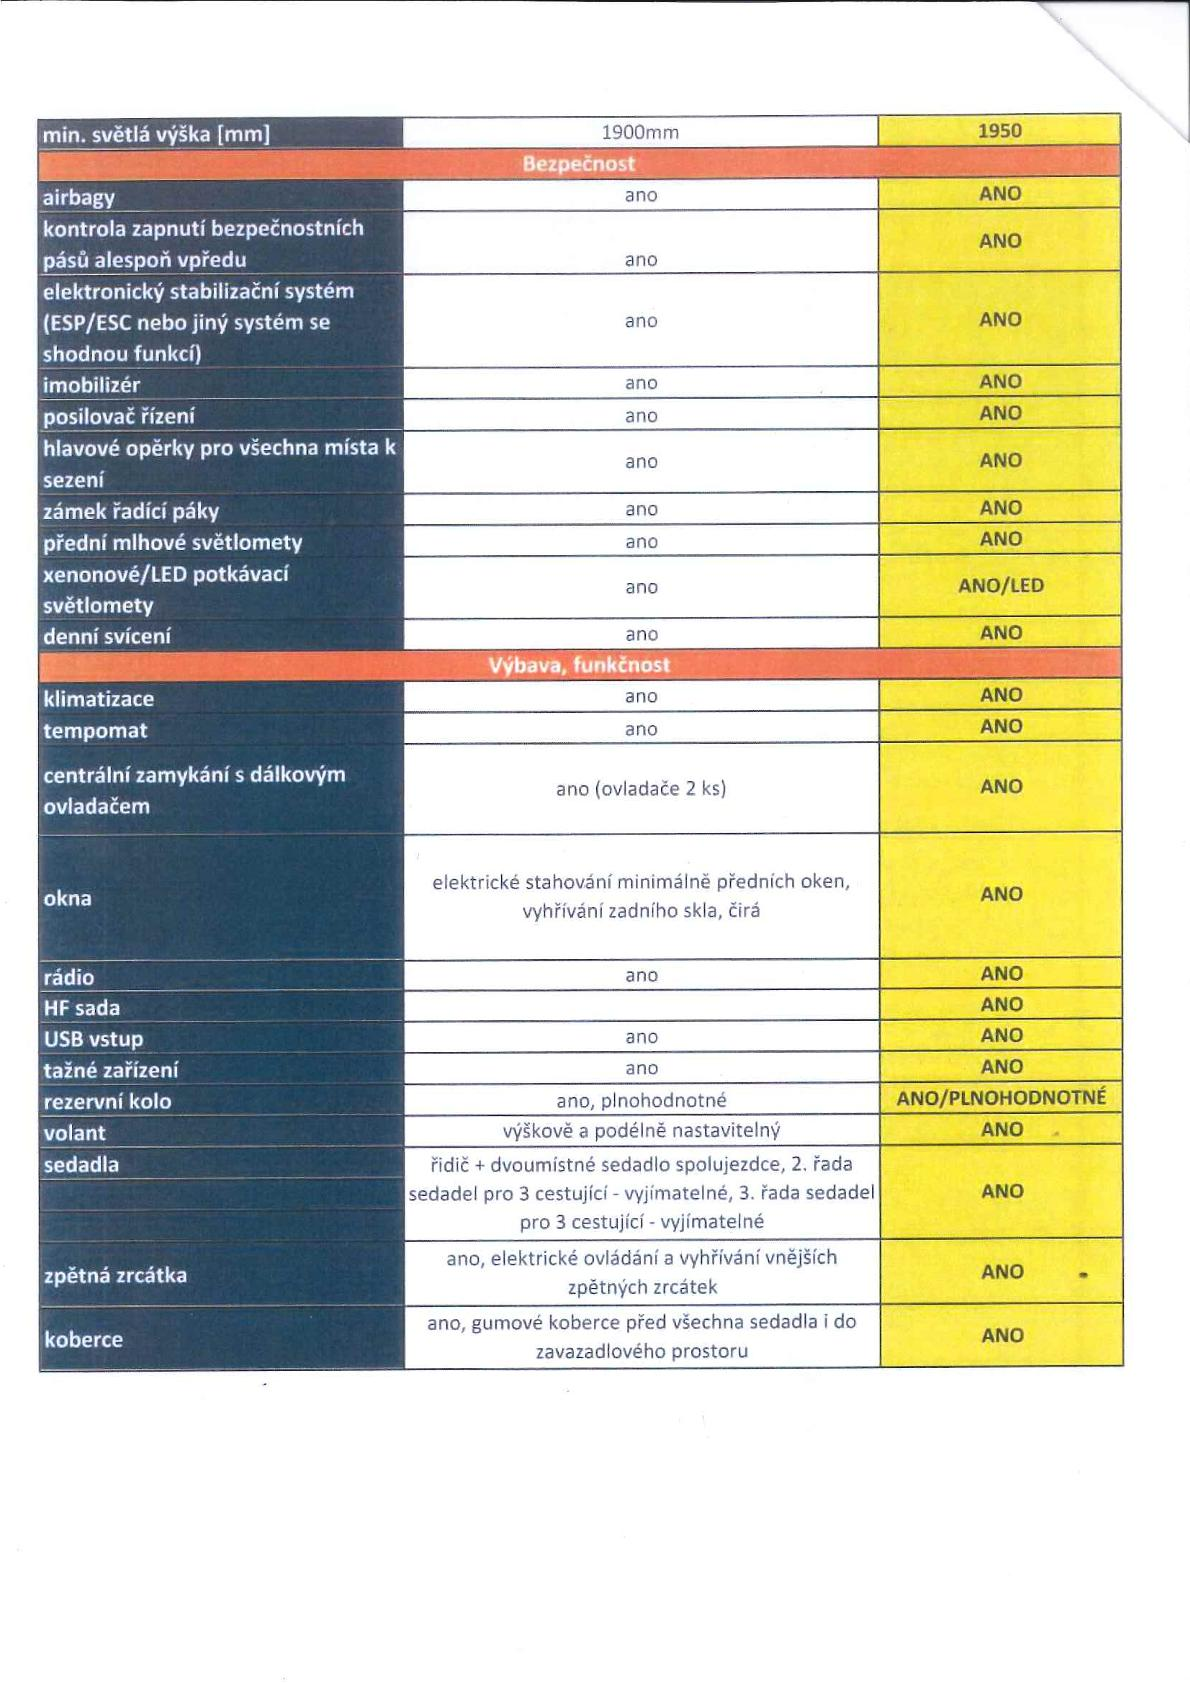 min. světlá výška [mm] 1900mm 1950
Bezpečnost
airbagy ano ANO
kontrola zapnutí bezpečnostních
pásů alespoň vpředu ano ANO
elektronický stabilizační systém
(ESP/ESC nebo jiný systém se
shodnou funkcí) ano ANO
imobilizér ano ANO
posilovač řízení ano ANO
hlavové opěrky pro všechna místa k
sezení ano ANO
zámek řadící páky ano ANO
přední mlhové světlomety ano ANO
xenonové/LED potkávací
světlomety ano ANO/LED
denní svícení ano ANO
Výbava, funkčnost
klimatizace ano ANO
tempomat ano ANO
centrální zamykání s dálkovým
ovladačem ano (ovladače 2 ks) ANO
okna
elektrické stahování minimálně předních oken,
vyhřívání zadního skla, čirá
ANO
rádio ano ANO
HF sada ANO
USB vstup ano ANO
tažné zařízení ano ANO
rezervní kolo ano, plnohodnotné ANO/PLNOHODNOTNÉ
volant výškově a podélně nastavitelný ANO
sedadla řidič + dvoumístné sedadlo spolujezdce, 2. řada
sedadel pro 3 cestující - vyjímatelné, 3. řada sedadel
pro 3 cestující - vyjímatelné
ANO
zpětná zrcátka
ano, elektrické ovládání a vyhřívání vnějších
zpětných zrcátek
ANO
koberce
ano, gumové koberce před všechna sedadla i do
zavazadlového prostoru
ANO